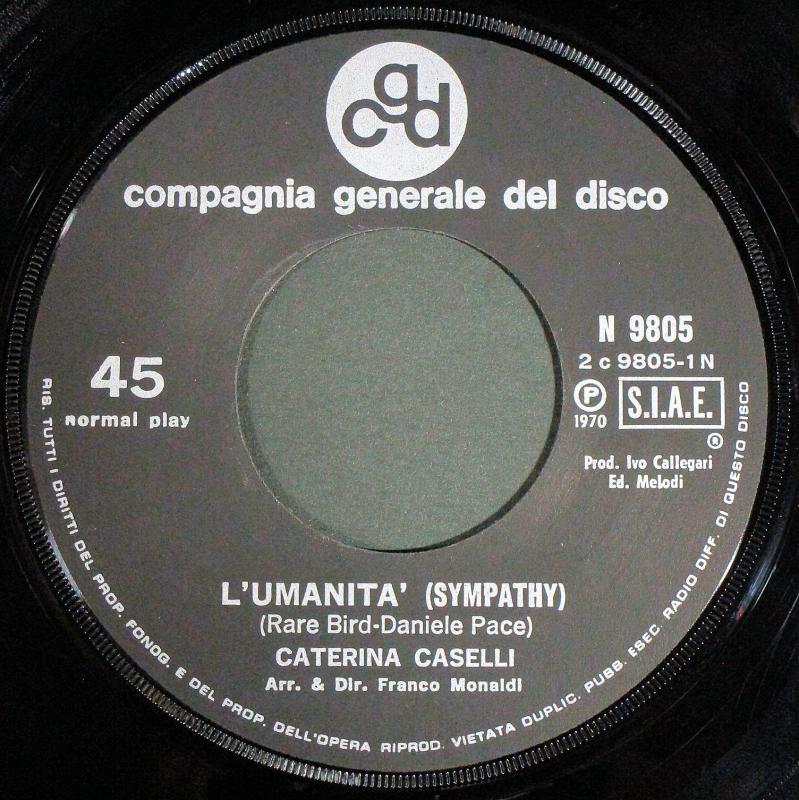 cgd
compagnia generale del disco
N 9805
2 c 9805-1 N
45
normal play
P
1970
S.I.A.E.
®
Prod. Ivo Callegari
Ed. Melodi
L'UMANITA' (SYMPATHY)
(Rare Bird-Daniele Pace)
CATERINA CASELLI
Arr. & Dir. Franco Monaldi
RIS. TUTTI I DIRITTI DEL PROP. FONOG. E DEL PROP. DELL'OPERA RIPROD. VIETATA DUPLIC. PUBB. ESEC. RADIO DIFF. DI QUESTO DISCO